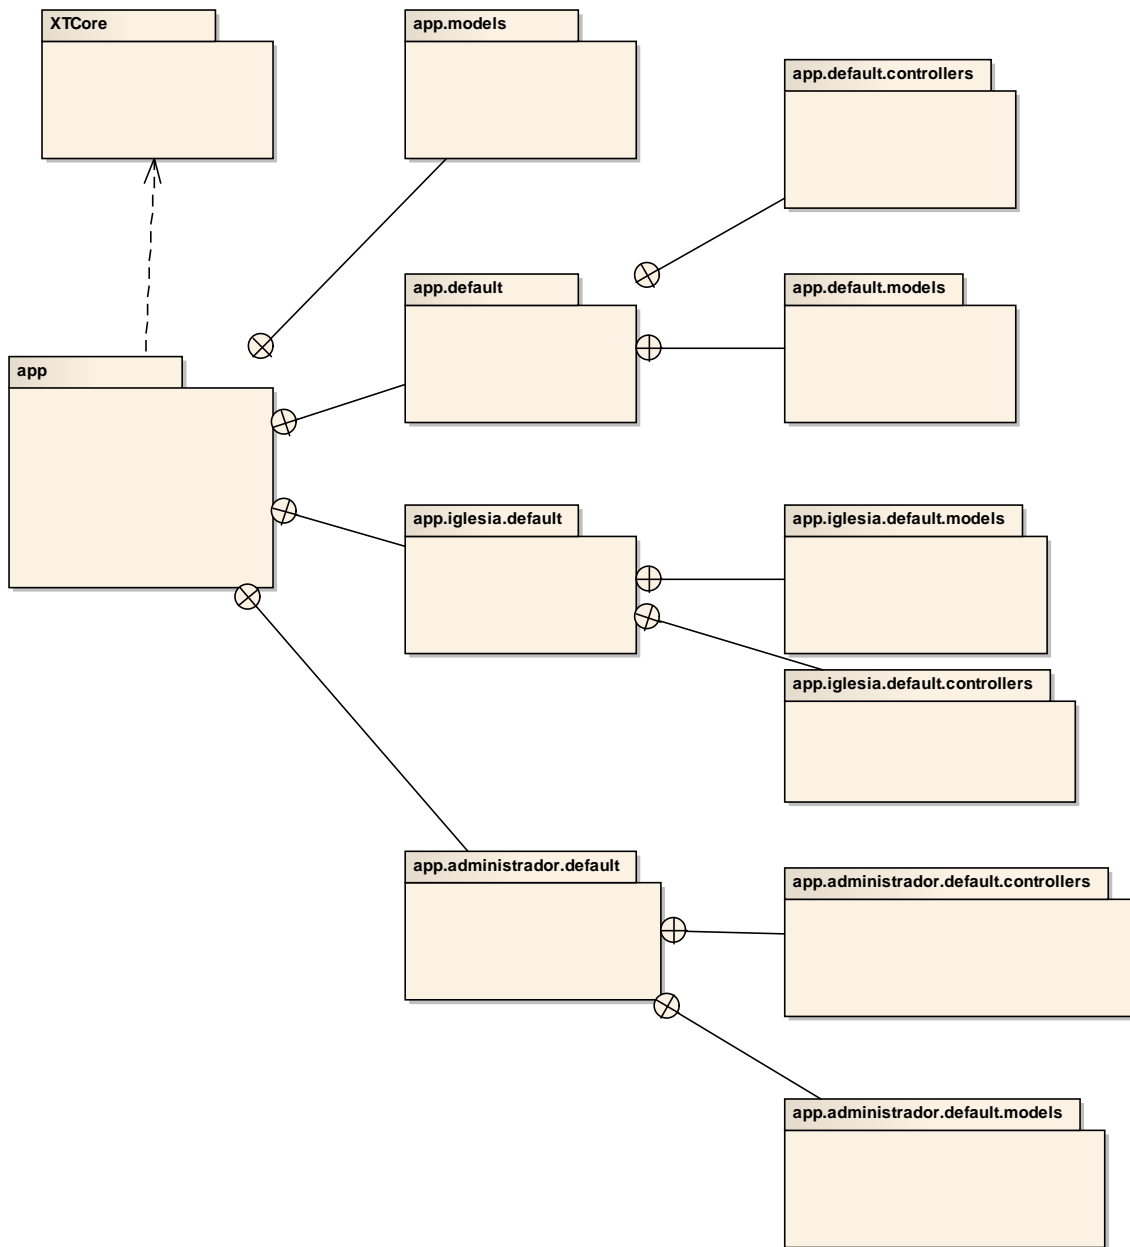 XTCore
app.models
app.default.controllers
app.default
app.default.models
app
app.iglesia.default
app.iglesia.default.models
app.iglesia.default.controllers
app.administrador.default
app.administrador.default.controllers
app.administrador.default.models